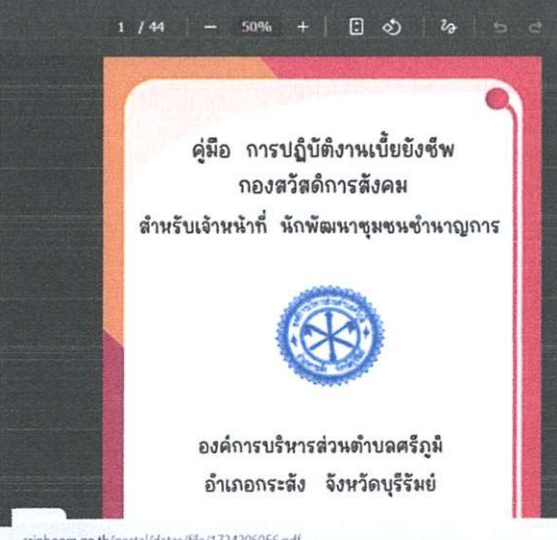 1 / 44 — 50% +
คู่มือ การปฏิบัติงานเบี้ยยังชีพ
กองสวัสดิการสังคม
สำหรับเจ้าหน้าที่ นักพัฒนาชุมชนชำนาญการ
องค์การบริหารส่วนตำบลศรีภูมิ
อำเภอกระสัง จังหวัดบุรีรัมย์